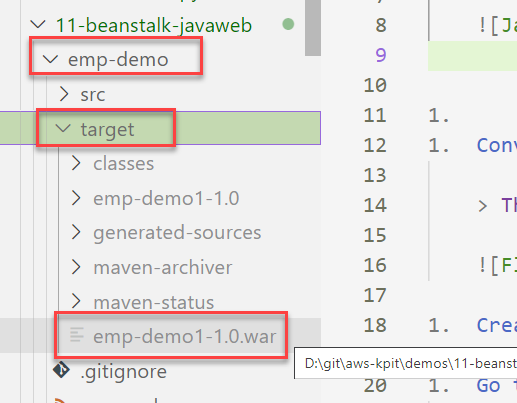 .py
11-beanstalk-javaweb
emp-demo
src
target
classes
emp-demo1-1.0
generated-sources
maven-archiver
maven-status
emp-demo1-1.0.war
.gitignore
8 ![Ja
9
10
11 1.
12 1. Conv
13
14 > Th
15
16 ![Fl
17
18 1. Crea
D:\git\aws-kpit\demos\11-beanst
20 1. Go t